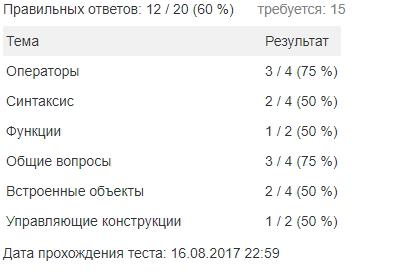 Правильных ответов: 12 / 20 (60 %) требуется: 15
Тема Результат
Операторы 3 / 4 (75 %)
Синтаксис 2 / 4 (50 %)
Функции 1 / 2 (50 %)
Общие вопросы 3 / 4 (75 %)
Встроенные объекты 2 / 4 (50 %)
Управляющие конструкции 1 / 2 (50 %)
Дата прохождения теста: 16.08.2017 22:59